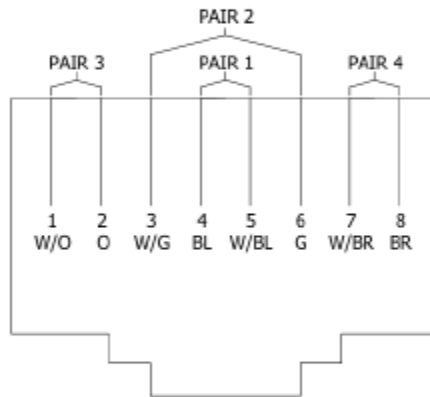 PAIR 2
PAIR 3 PAIR 1 PAIR 4
1 2 3 4 5 6 7 8
W/O O W/G BL W/BL G W/BR BR